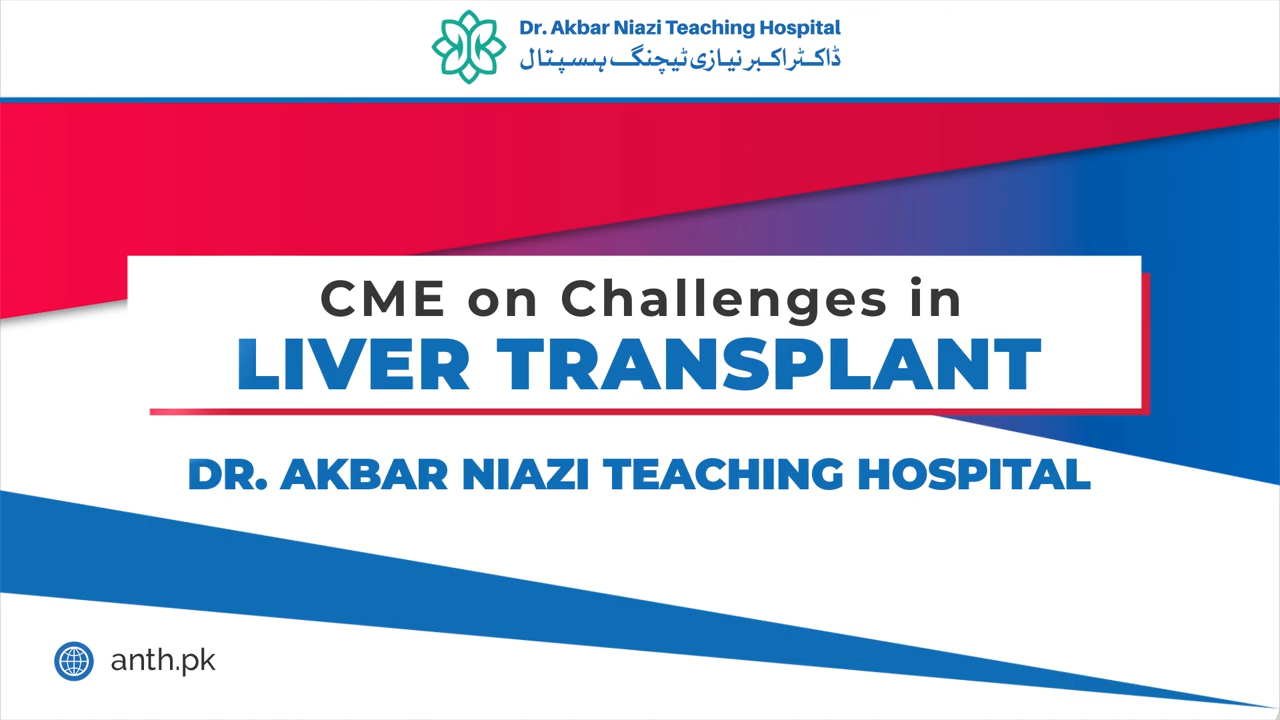 Dr. Akbar Niazi Teaching Hospital
ڈاکٹر اکبر نیازی ٹیچنگ ہسپتال
CME on Challenges in
LIVER TRANSPLANT
DR. AKBAR NIAZI TEACHING HOSPITAL
anth.pk